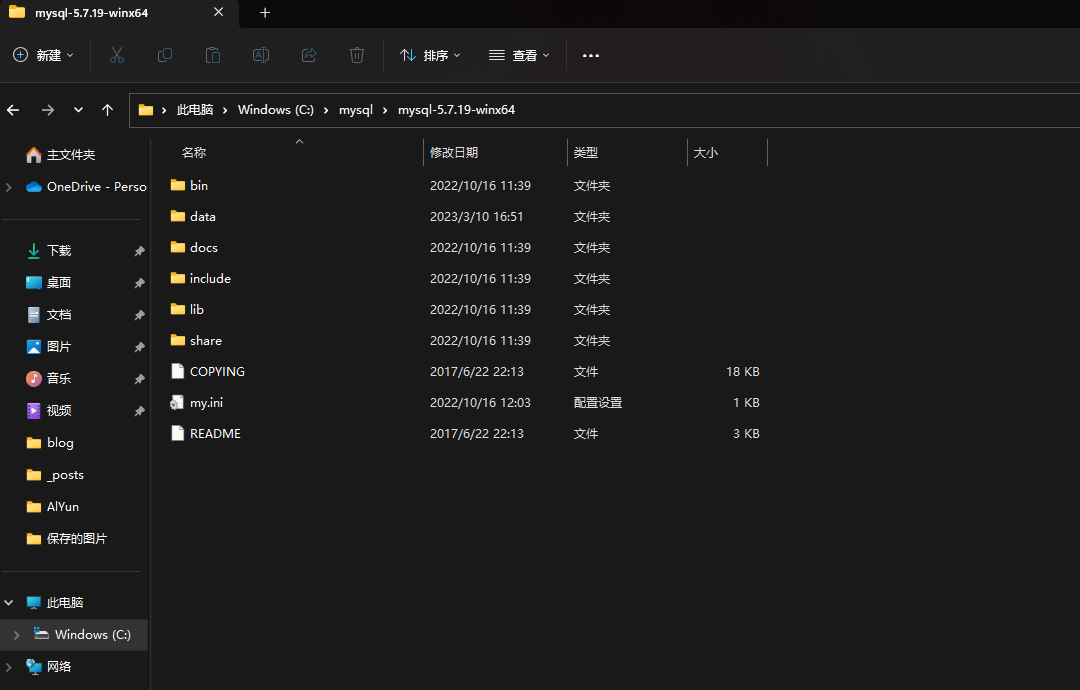 mysql-5.7.19-winx64
新建
排序
查看
此电脑 Windows (C:) mysql mysql-5.7.19-winx64
名称 修改日期 类型 大小
主文件夹
OneDrive - Perso
下载
桌面
文档
图片
音乐
视频
blog
_posts
AlYun
保存的图片
此电脑
Windows (C:)
网络
bin 2022/10/16 11:39 文件夹
data 2023/3/10 16:51 文件夹
docs 2022/10/16 11:39 文件夹
include 2022/10/16 11:39 文件夹
lib 2022/10/16 11:39 文件夹
share 2022/10/16 11:39 文件夹
COPYING 2017/6/22 22:13 文件 18 KB
my.ini 2022/10/16 12:03 配置设置 1 KB
README 2017/6/22 22:13 文件 3 KB